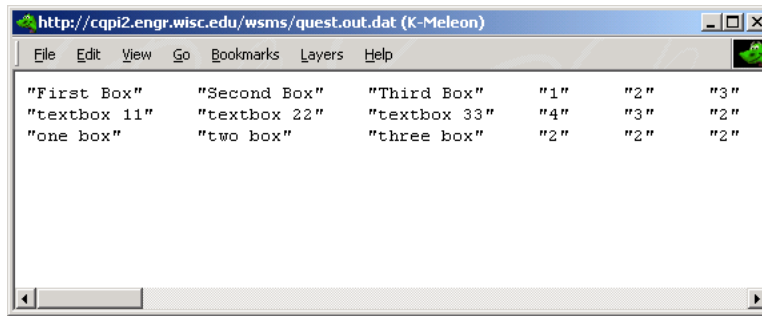 http://cqpi2.engr.wisc.edu/wsms/quest.out.dat (K-Meleon)
File Edit View Go Bookmarks Layers Help
"First Box" "Second Box" "Third Box" "1" "2" "3"
"textbox 11" "textbox 22" "textbox 33" "4" "3" "2"
"one box" "two box" "three box" "2" "2" "2"